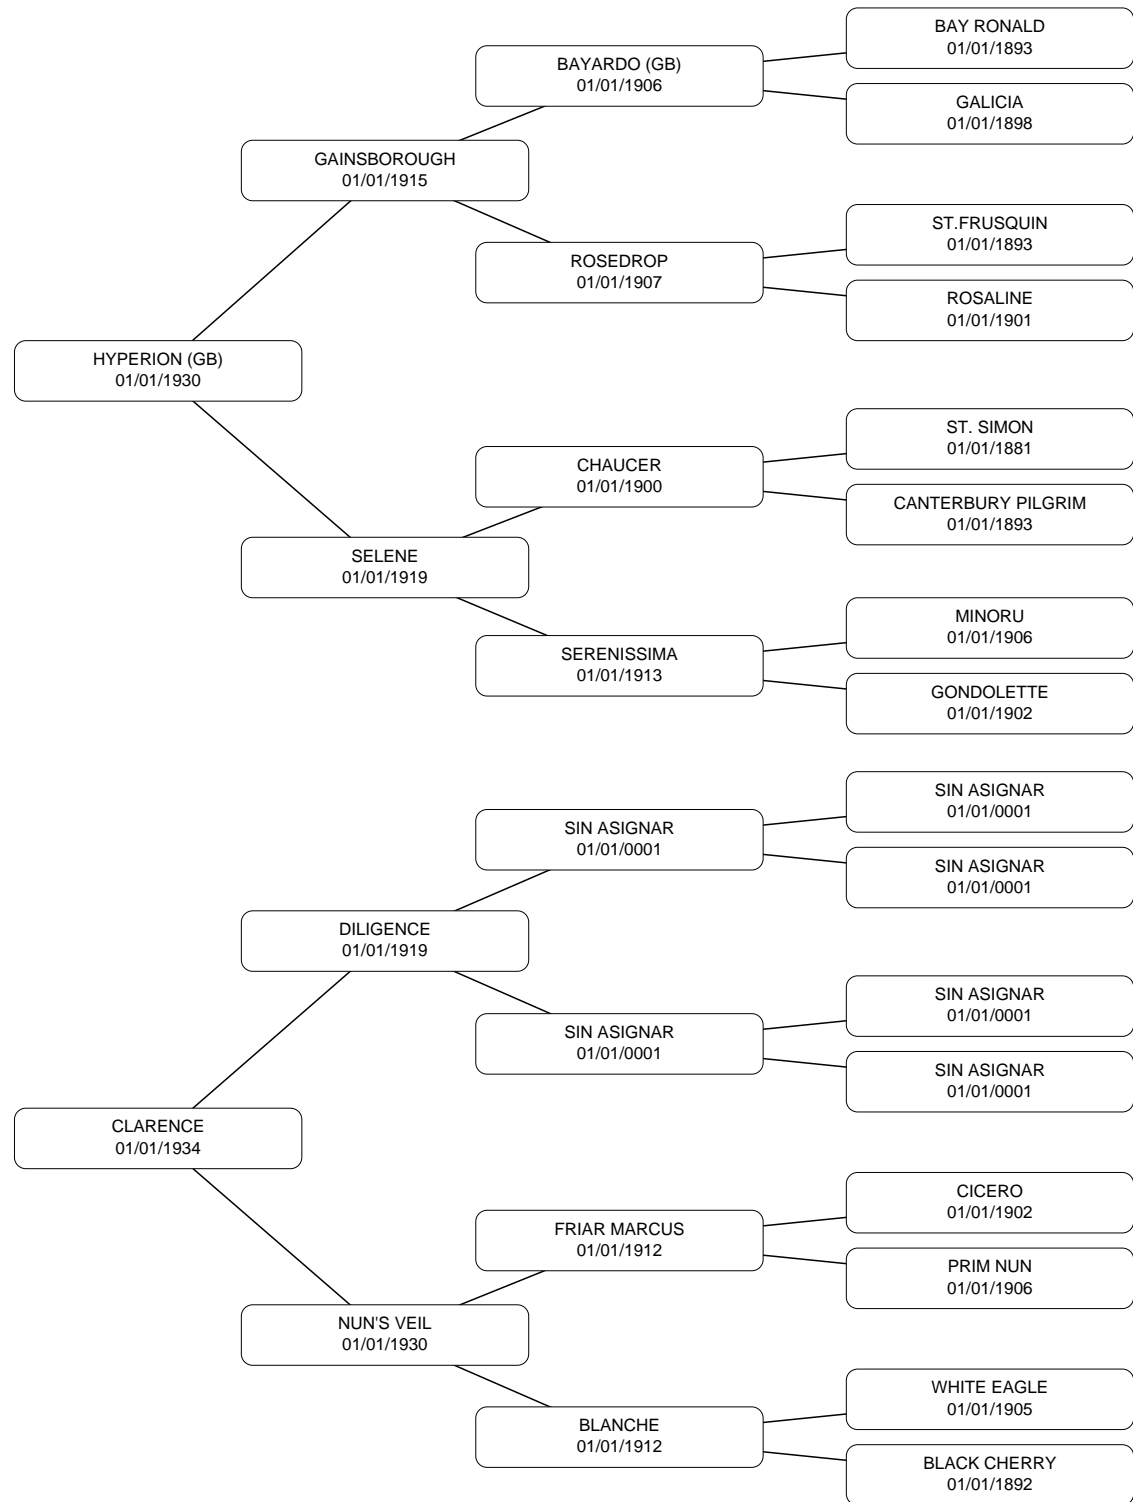 BAY RONALD
01/01/1893
BAYARDO (GB)
01/01/1906
GALICIA
01/01/1898
GAINSBOROUGH
01/01/1915
ST.FRUSQUIN
01/01/1893
ROSEDROP
01/01/1907
ROSALINE
01/01/1901
HYPERION (GB)
01/01/1930
ST. SIMON
01/01/1881
CHAUCER
01/01/1900
CANTERBURY PILGRIM
01/01/1893
SELENE
01/01/1919
MINORU
01/01/1906
SERENISSIMA
01/01/1913
GONDOLETTE
01/01/1902
SIN ASIGNAR
01/01/0001
SIN ASIGNAR
01/01/0001
SIN ASIGNAR
01/01/0001
DILIGENCE
01/01/1919
SIN ASIGNAR
01/01/0001
SIN ASIGNAR
01/01/0001
SIN ASIGNAR
01/01/0001
CLARENCE
01/01/1934
CICERO
01/01/1902
FRIAR MARCUS
01/01/1912
PRIM NUN
01/01/1906
NUN'S VEIL
01/01/1930
WHITE EAGLE
01/01/1905
BLANCHE
01/01/1912
BLACK CHERRY
01/01/1892